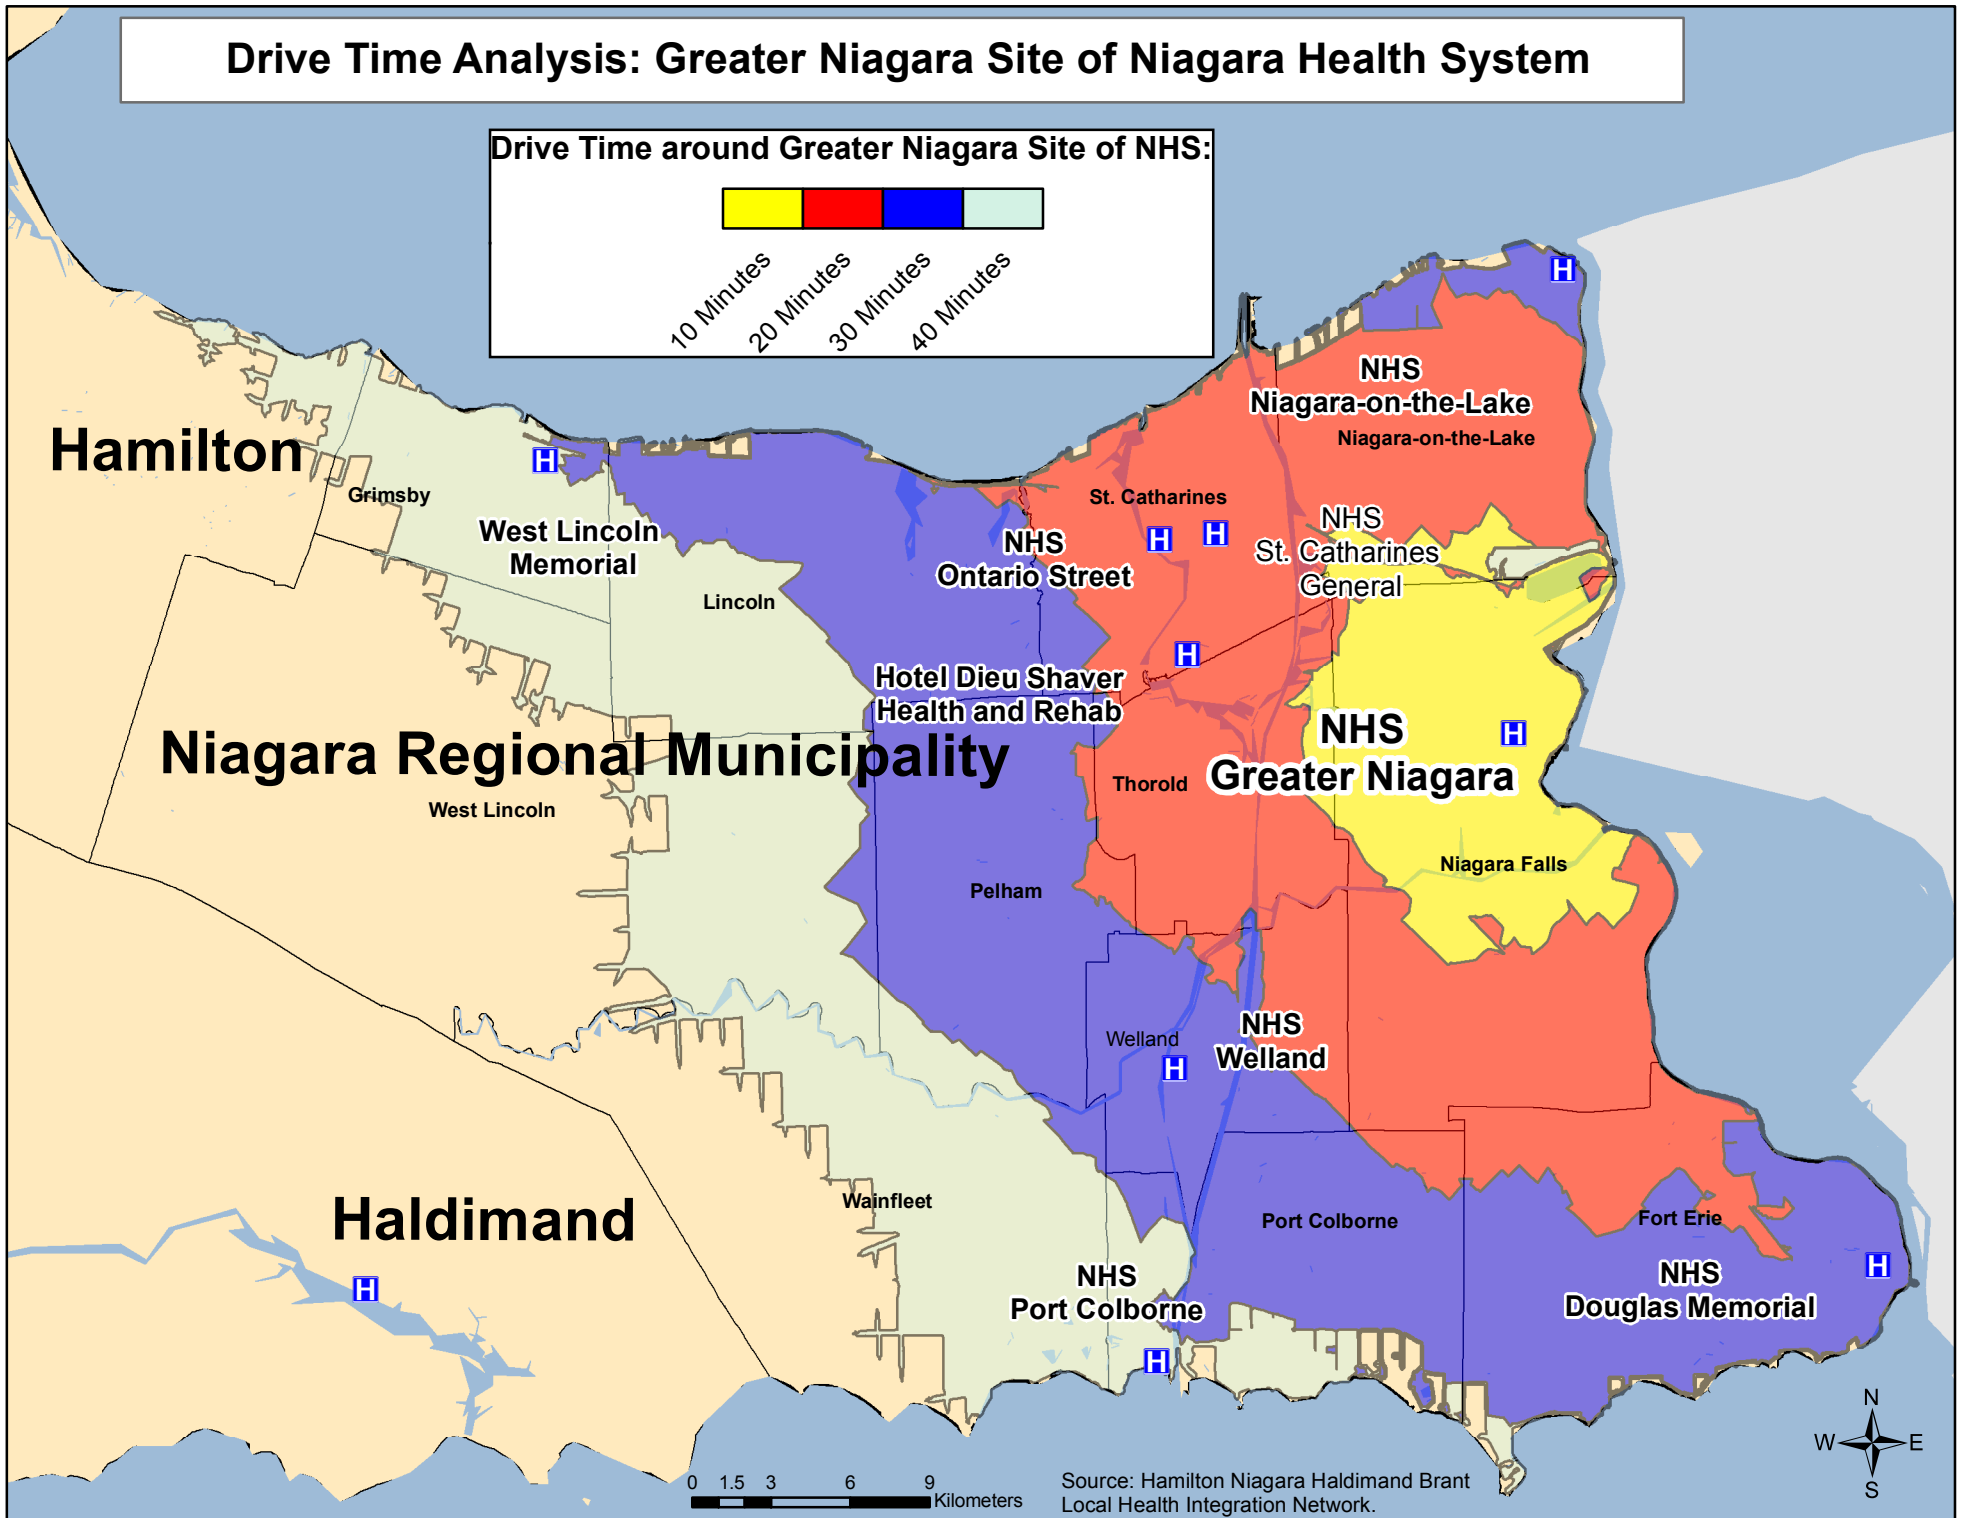 Drive Time Analysis: Greater Niagara Site of Niagara Health System
Drive Time around Greater Niagara Site of NHS:
10 Minutes
20 Minutes
30 Minutes
40 Minutes
H
NHS
Niagara-on-the-Lake
Niagara-on-the-Lake
Hamilton
H
Grimsby
St. Catharines
West Lincoln
Memorial
H
H
NHS
St. Catharines
General
NHS
Ontario Street
Lincoln
H
Hotel Dieu Shaver
Health and Rehab
NHS
Greater Niagara
H
Niagara Regional Municipality
Thorold
West Lincoln
Niagara Falls
Pelham
NHS
Welland
Welland
H
Wainfleet
Haldimand
Port Colborne
Fort Erie
H
H
NHS
Port Colborne
NHS
Douglas Memorial
H
N
W
E
S
0 1.5 3 6 9
Kilometers
Source: Hamilton Niagara Haldimand Brant
Local Health Integration Network.